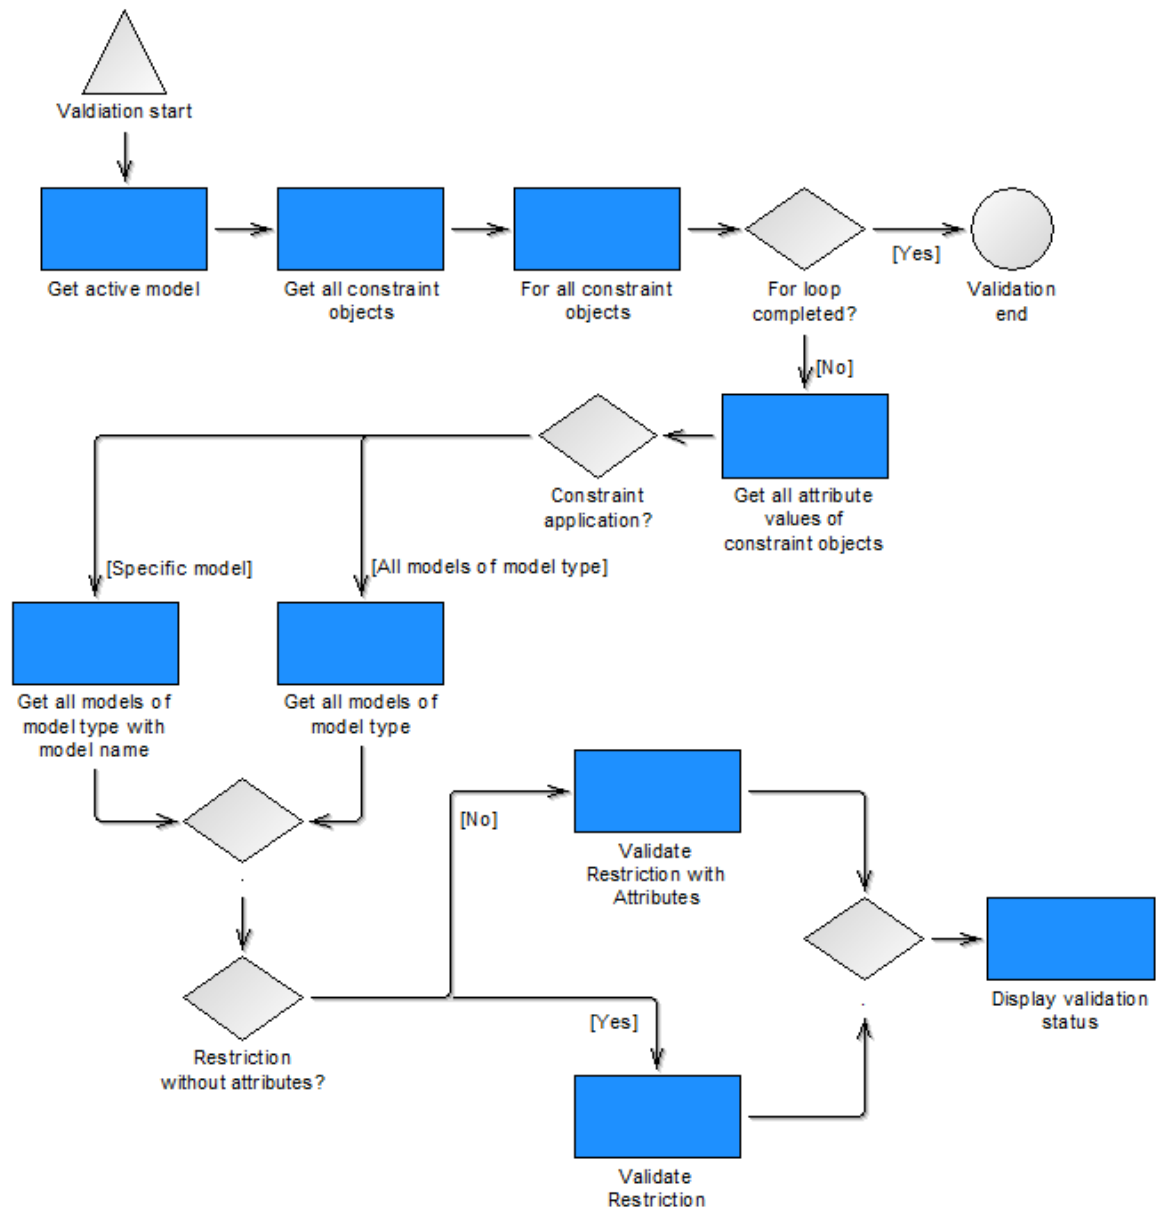 Valdiation start
Get active model
Get all constraint
objects
For all constraint
objects
For loop
completed?
[Yes]
Validation
end
[No]
Constraint
application?
Get all attribute
values of
constraint objects
[Specific model]
[All models of model type]
Get all models of
model type with
model name
Get all models of
model type
.
[No]
Validate
Restriction with
Attributes
.
Display validation
status
Restriction
without attributes?
[Yes]
Validate
Restriction